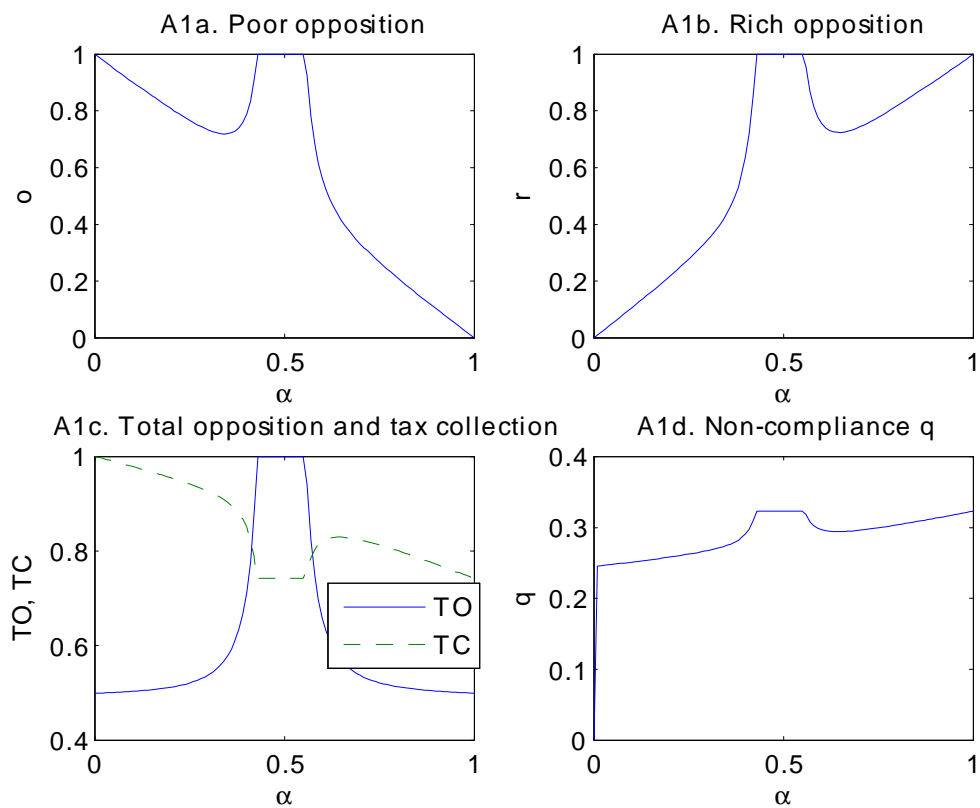 A1a. Poor opposition
1
0.8
0.6
0.4
0.2
0
o
0
0.5
1
α
A1b. Rich opposition
1
0.8
0.6
0.4
0.2
0
r
0
0.5
1
α
A1c. Total opposition and tax collection
1
0.8
0.6
0.4
TO, TC
TO
TC
0
0.5
1
α
A1d. Non-compliance q
0.4
0.3
0.2
0.1
0
q
0
0.5
1
α